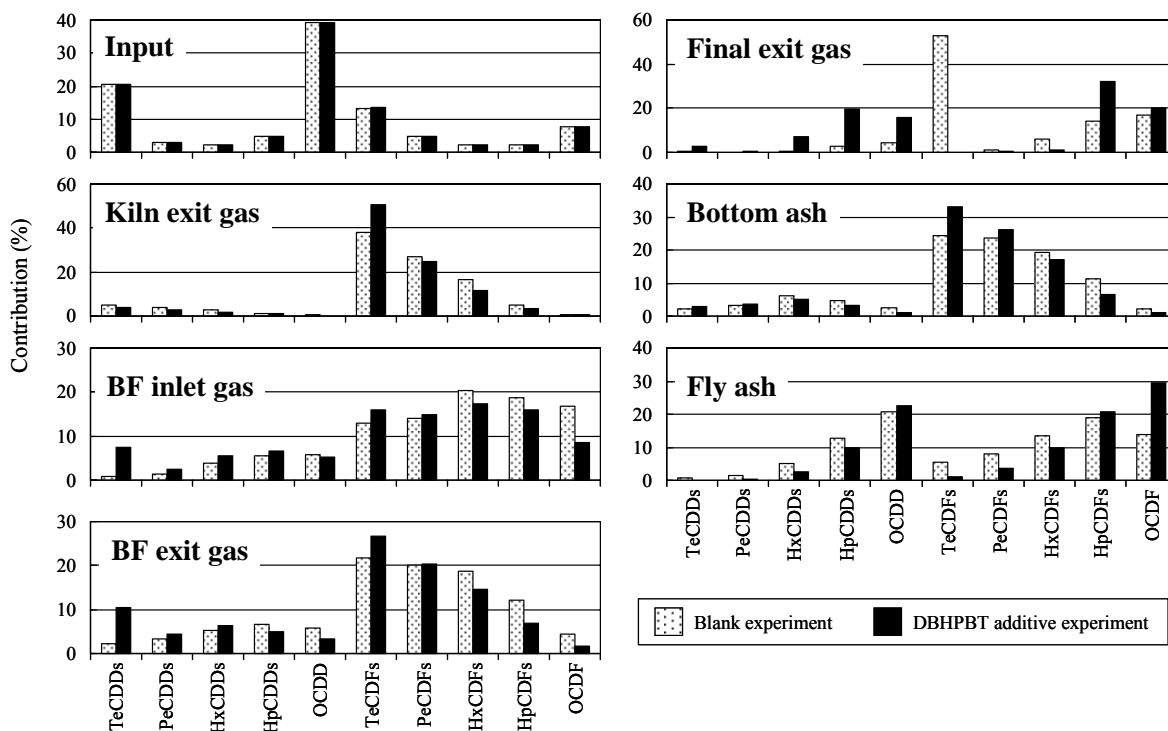 Contribution (%)
40
30
20
10
0
Input
60
40
20
0
Kiln exit gas
30
20
10
0
BF inlet gas
30
20
10
0
BF exit gas
TeCDDs
PeCDDs
HxCDDs
HpCDDs
OCDD
TeCDFs
PeCDFs
HxCDFs
HpCDFs
OCDF
60
40
20
0
Final exit gas
40
30
20
10
0
Bottom ash
40
30
20
10
0
Fly ash
TeCDDs
PeCDDs
HxCDDs
HpCDDs
OCDD
TeCDFs
PeCDFs
HxCDFs
HpCDFs
OCDF
Blank experiment
DBHPBT additive experiment